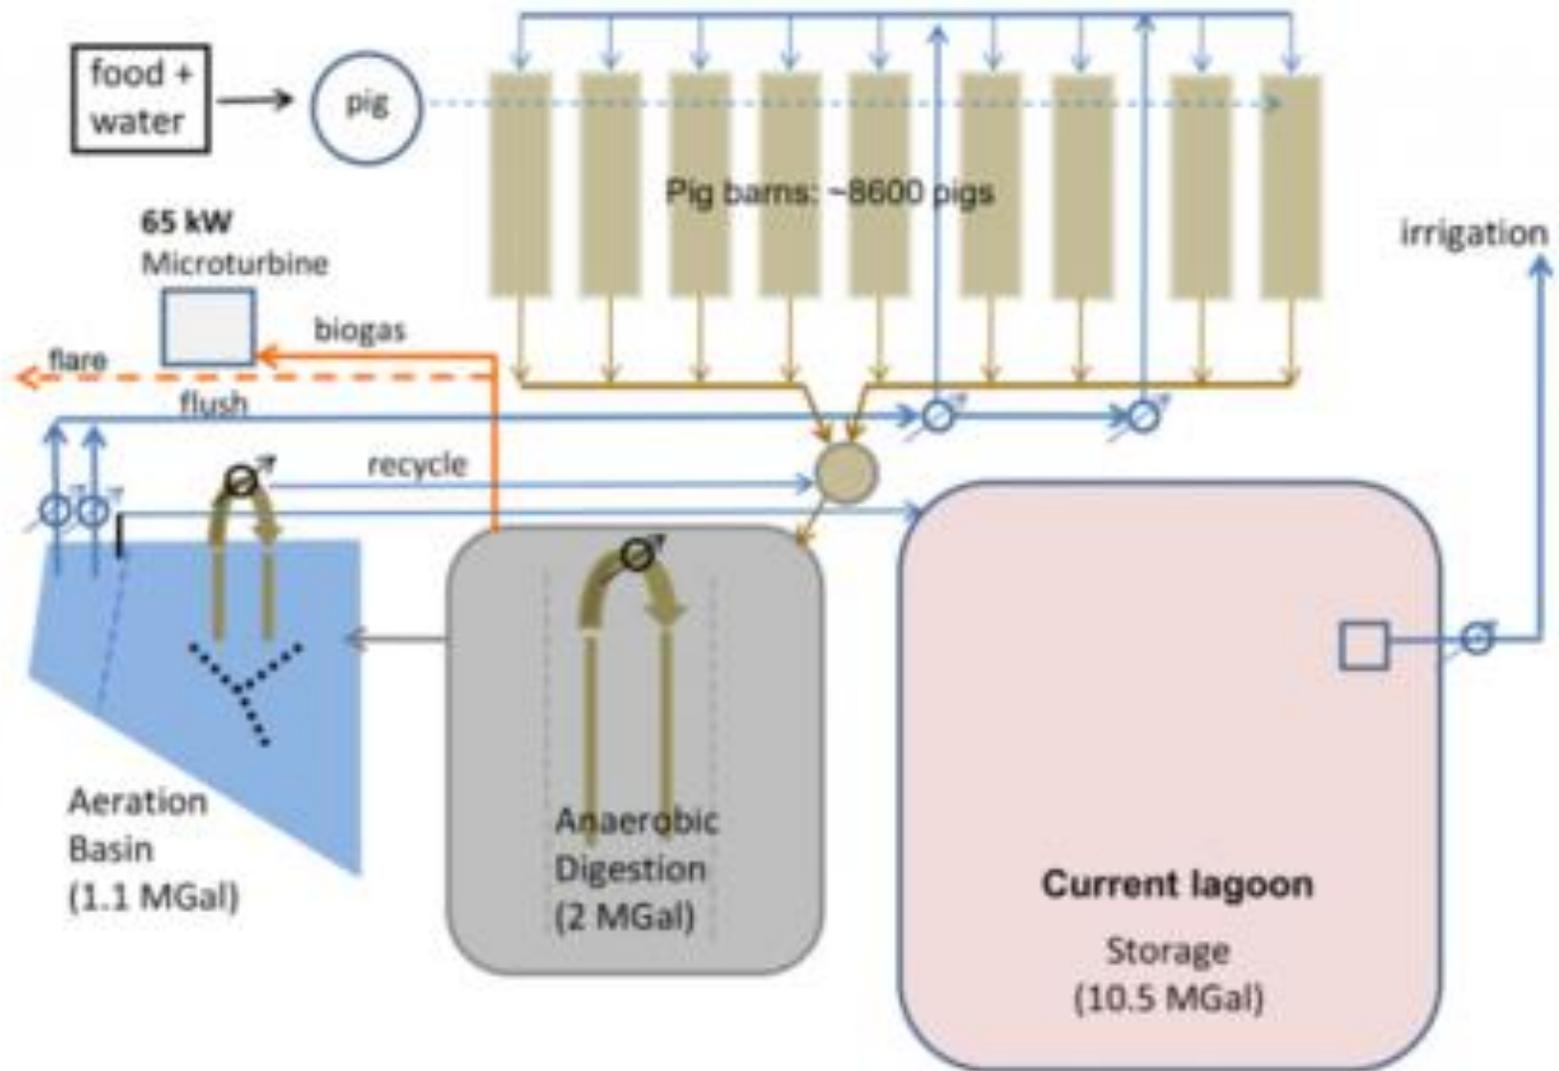 food +
water
pig
Pig barns: ~8600 pigs
65 kW
Microturbine
irrigation
biogas
flare
flush
recycle
Aeration
Basin
(1.1 MGal)
Anaerobic
Digestion
(2 MGal)
Current lagoon
Storage
(10.5 MGal)